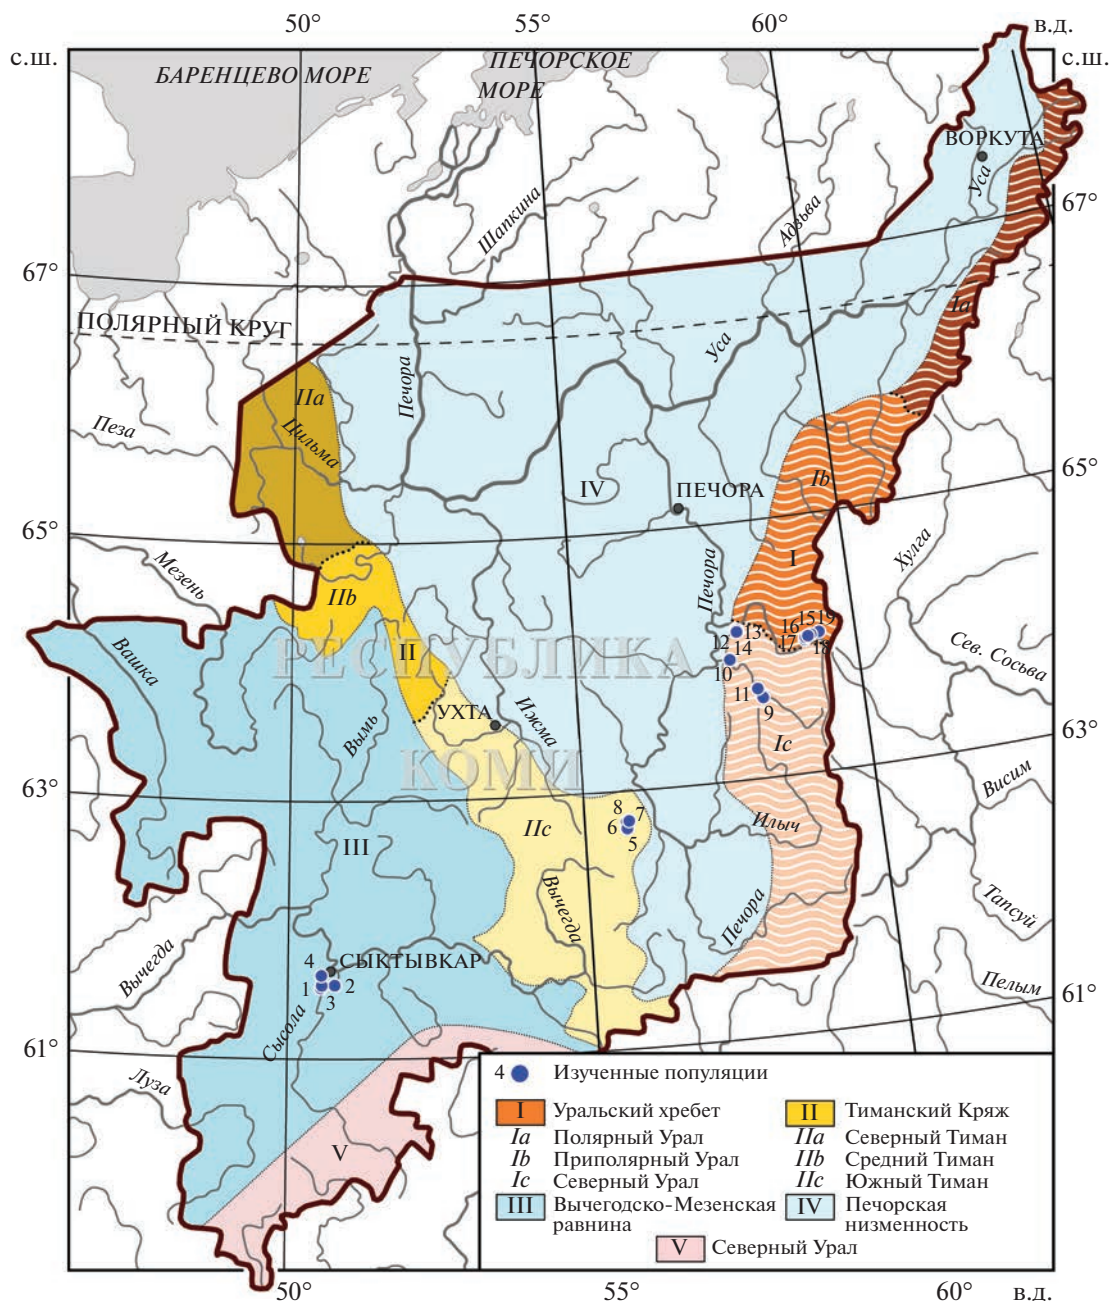 50°
55°
60°
в.д.
с.ш.
с.ш.
БАРЕНЦЕВО МОРЕ
ПЕЧОРСКОЕ
МОРЕ
ВОРКУТА
Уса
Шапкина
Адзьва
67°
67°
Iа
ПОЛЯРНЫЙ КРУГ
Печора
Уса
IIа
Пеза
Цильма
Ib
65°
IV
ПЕЧОРА
65°
Хулга
Мезень
Печора
I
IIb
Вашка
РЕСПУБЛИКА
II
12
13
14
10
16
15
19
17
18
Сев. Сосьва
11
9
УХТА
Ижма
Вымь
Ic
63°
КОМИ
63°
Висим
8
7
6
5
IIc
Илыч
III
Вычегда
Печора
Тапсуй
Вычегда
4
СЫКТЫВКАР
1
3
2
Пелым
Сысола
61°
61°
Луза
V
4
Изученные популяции
I
Уральский хребет
II
Тиманский Кряж
Iа
Полярный Урал
IIа
Северный Тиман
Ib
Приполярный Урал
IIb
Средний Тиман
Ic
Северный Урал
IIc
Южный Тиман
III
Вычегодско-Мезенская
равнина
IV
Печорская
низменность
V
Северный Урал
50°
55°
60°
в.д.